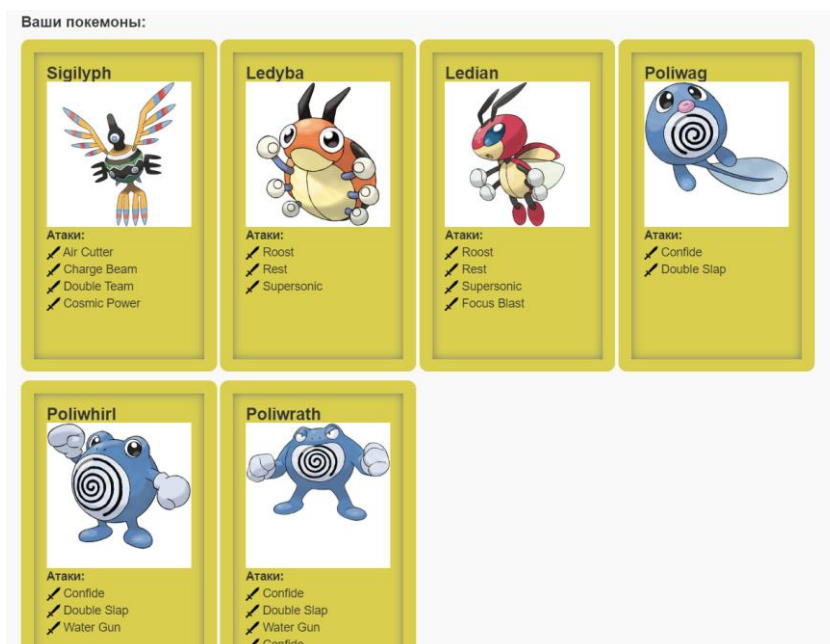 Ваши покемоны:
Sigilyph
Атаки:
Air Cutter
Charge Beam
Double Team
Cosmic Power
Ledyba
Атаки:
Roost
Rest
Supersonic
Ledian
Атаки:
Roost
Rest
Supersonic
Focus Blast
Poliwag
Атаки:
Confide
Double Slap
Poliwhirl
Атаки:
Confide
Double Slap
Water Gun
Poliwrath
Атаки:
Confide
Double Slap
Water Gun
Confide